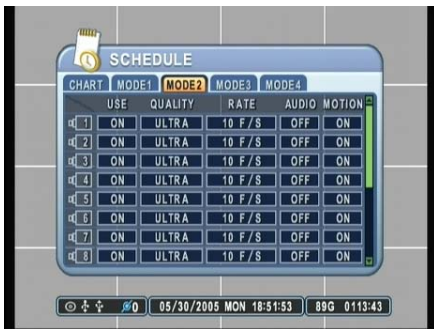 SCHEDULE
CHART MODE1 MODE2 MODE3 MODE4
USE QUALITY RATE AUDIO MOTION
1 ON ULTRA 10 F/S OFF ON
2 ON ULTRA 10 F/S OFF ON
3 ON ULTRA 10 F/S OFF ON
4 ON ULTRA 10 F/S OFF ON
5 ON ULTRA 10 F/S OFF ON
6 ON ULTRA 10 F/S OFF ON
7 ON ULTRA 10 F/S OFF ON
8 ON ULTRA 10 F/S OFF ON
0 05/30/2005 MON 18:51:53 89G 0113:43